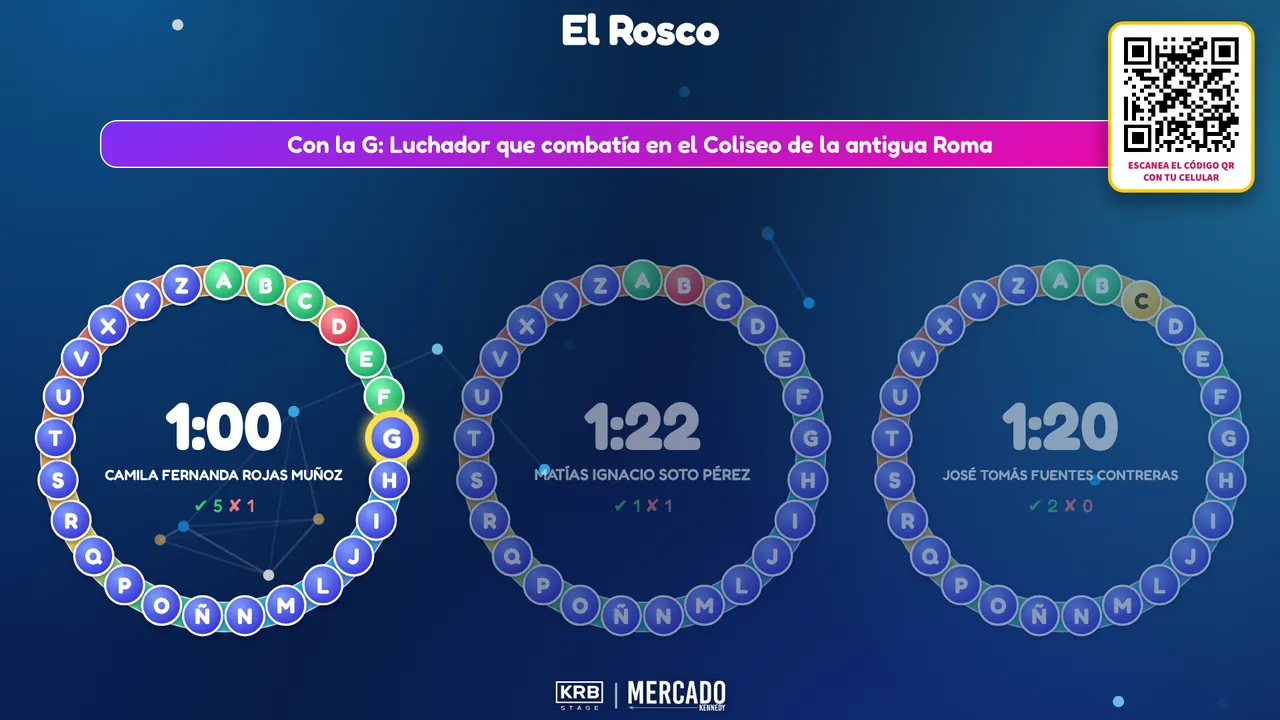 El Rosco
Con la G: Luchador que combatía en el Coliseo de la antigua Roma
ESCANEA EL CÓDIGO QR
CON TU CELULAR
A
B
C
D
E
F
G
H
I
J
L
M
N
Ñ
O
P
Q
R
S
T
U
V
X
Y
Z
1:00
CAMILA FERNANDA ROJAS MUÑOZ
✔ 5 ✘ 1
A
B
C
D
E
F
G
H
I
J
L
M
N
Ñ
O
P
Q
R
S
T
U
V
X
Y
Z
1:22
MATÍAS IGNACIO SOTO PÉREZ
✔ 1 ✘ 1
A
B
C
D
E
F
G
H
I
J
L
M
N
Ñ
O
P
Q
R
S
T
U
V
X
Y
Z
1:20
JOSÉ TOMÁS FUENTES CONTRERAS
✔ 2 ✘ 0
KRB
STAGE
MERCADO
KENNEDY